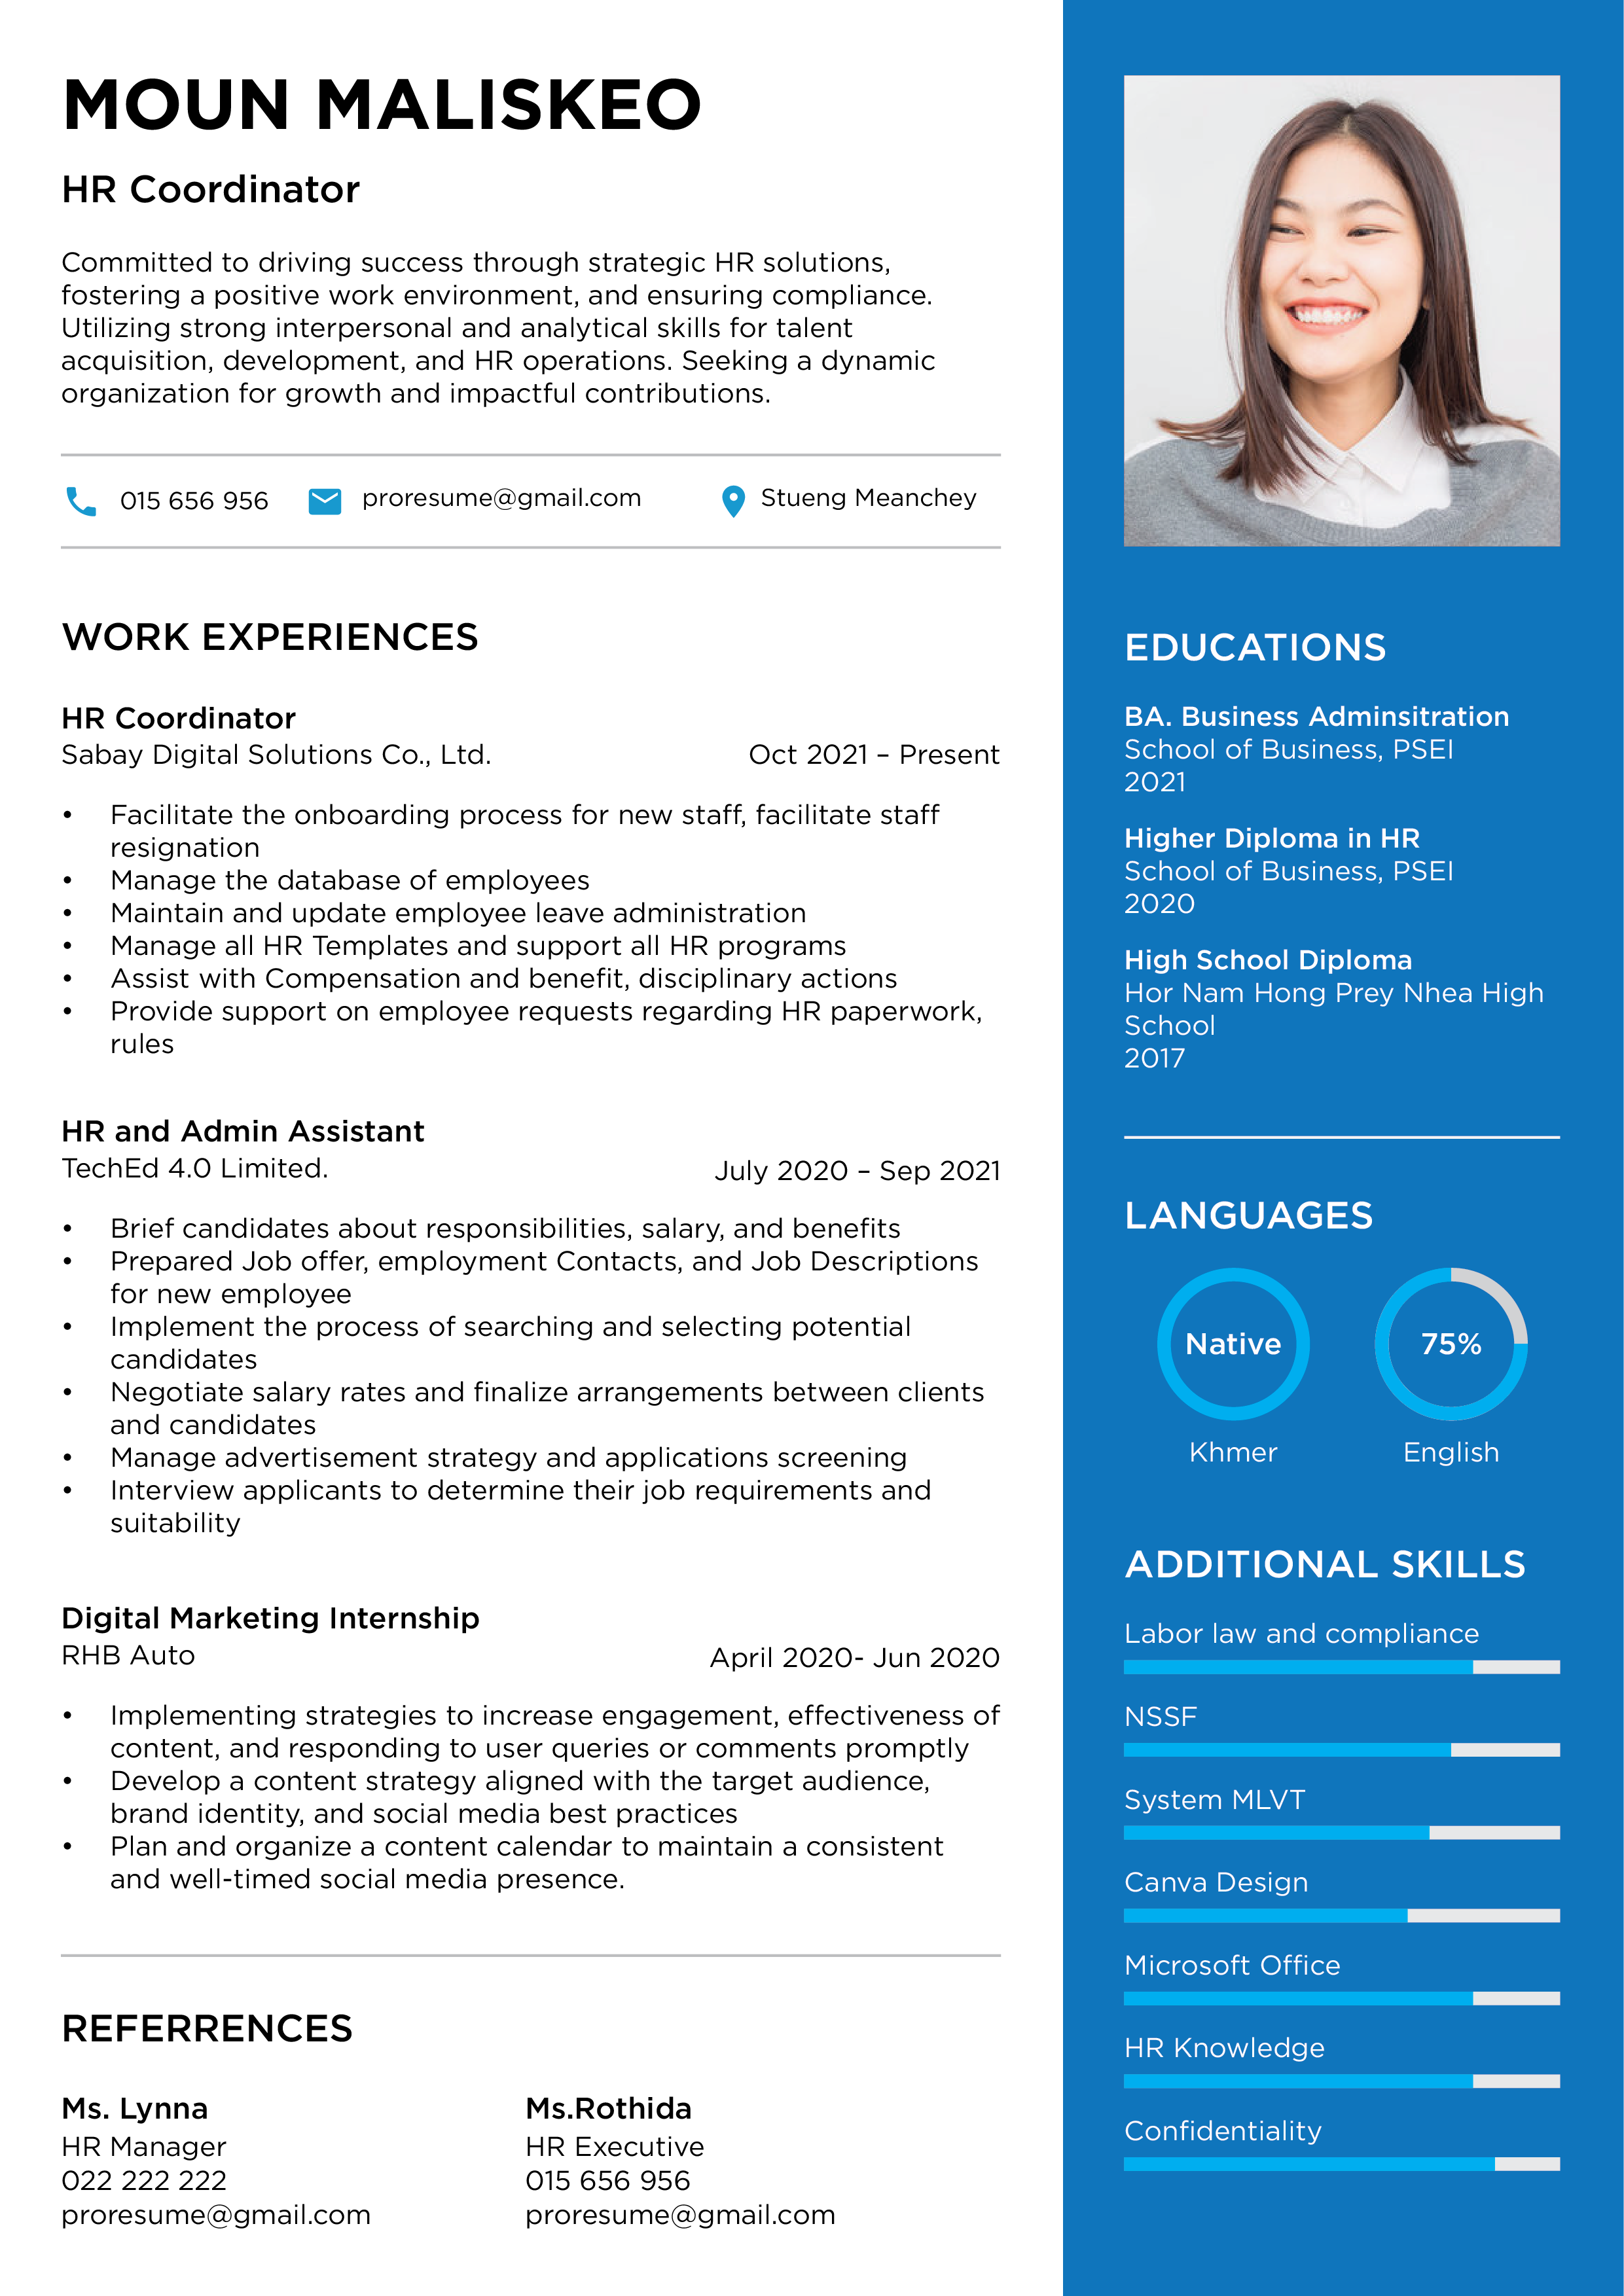 MOUN MALISKEO
HR Coordinator
Committed to driving success through strategic HR solutions,
fostering a positive work environment, and ensuring compliance.
Utilizing strong interpersonal and analytical skills for talent
acquisition, development, and HR operations. Seeking a dynamic
organization for growth and impactful contributions.
015 656 956
proresume@gmail.com
Stueng Meanchey
WORK EXPERIENCES
HR Coordinator
Sabay Digital Solutions Co., Ltd.
Oct 2021 – Present
• Facilitate the onboarding process for new staff, facilitate staff
resignation
• Manage the database of employees
• Maintain and update employee leave administration
• Manage all HR Templates and support all HR programs
• Assist with Compensation and benefit, disciplinary actions
• Provide support on employee requests regarding HR paperwork,
rules
HR and Admin Assistant
TechEd 4.0 Limited.
July 2020 – Sep 2021
• Brief candidates about responsibilities, salary, and benefits
• Prepared Job offer, employment Contacts, and Job Descriptions
for new employee
• Implement the process of searching and selecting potential
candidates
• Negotiate salary rates and finalize arrangements between clients
and candidates
• Manage advertisement strategy and applications screening
• Interview applicants to determine their job requirements and
suitability
Digital Marketing Internship
RHB Auto
April 2020- Jun 2020
• Implementing strategies to increase engagement, effectiveness of
content, and responding to user queries or comments promptly
• Develop a content strategy aligned with the target audience,
brand identity, and social media best practices
• Plan and organize a content calendar to maintain a consistent
and well-timed social media presence.
REFERRENCES
Ms. Lynna
HR Manager
022 222 222
proresume@gmail.com
Ms.Rothida
HR Executive
015 656 956
proresume@gmail.com
EDUCATIONS
BA. Business Adminsitration
School of Business, PSEI
2021
Higher Diploma in HR
School of Business, PSEI
2020
High School Diploma
Hor Nam Hong Prey Nhea High
School
2017
LANGUAGES
Native
Khmer
75%
English
ADDITIONAL SKILLS
Labor law and compliance
NSSF
System MLVT
Canva Design
Microsoft Office
HR Knowledge
Confidentiality